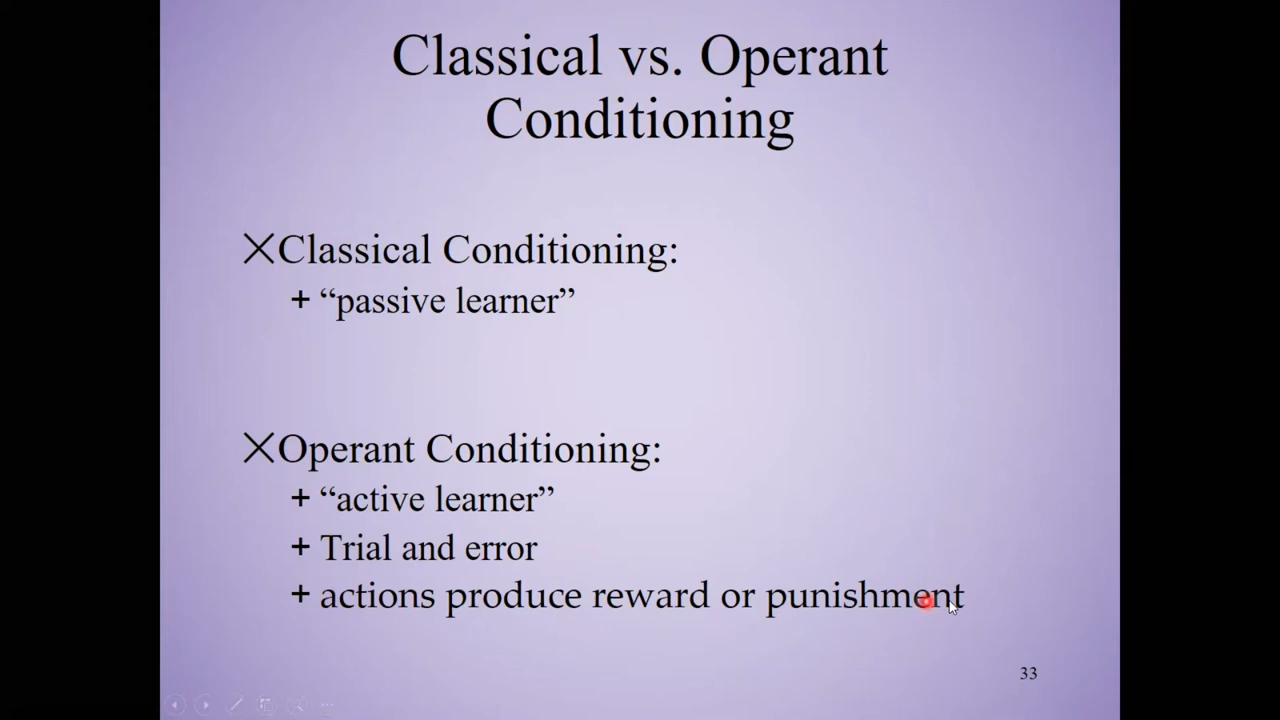 Classical vs. Operant
Conditioning
Classical Conditioning:
+ “passive learner”
Operant Conditioning:
+ “active learner”
+ Trial and error
+ actions produce reward or punishment
33